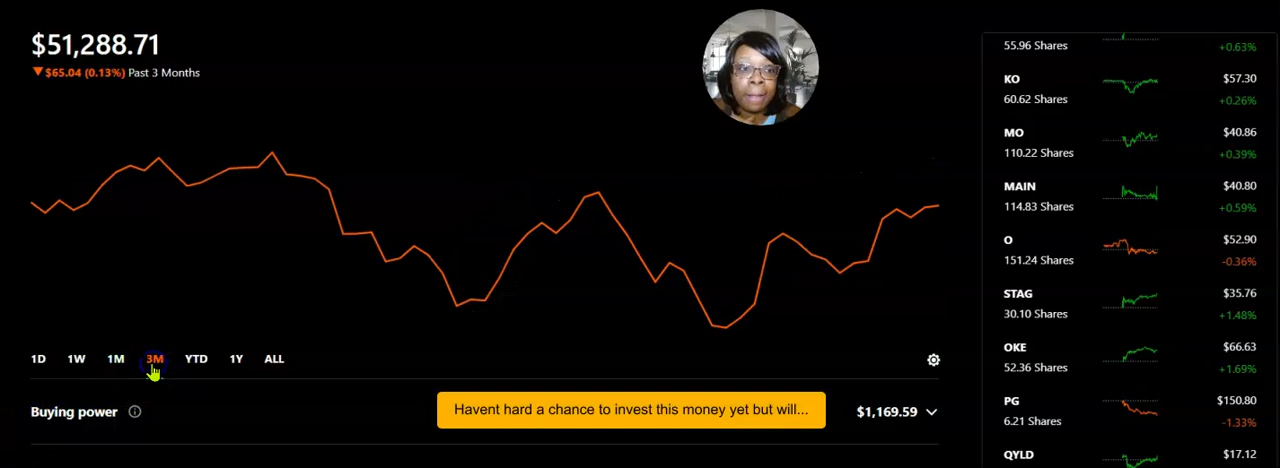 $51,288.71
▼$65.04 (0.13%) Past 3 Months
1D 1W 1M 3M YTD 1Y ALL
Buying power
Havent hard a chance to invest this money yet but will...
$1,169.59
55.96 Shares +0.63%
KO $57.30
60.62 Shares +0.26%
MO $40.86
110.22 Shares +0.39%
MAIN $40.80
114.83 Shares +0.59%
O $52.90
151.24 Shares -0.36%
STAG $35.76
30.10 Shares +1.48%
OKE $66.63
52.36 Shares +1.69%
PG $150.80
6.21 Shares -1.33%
QYLD $17.12